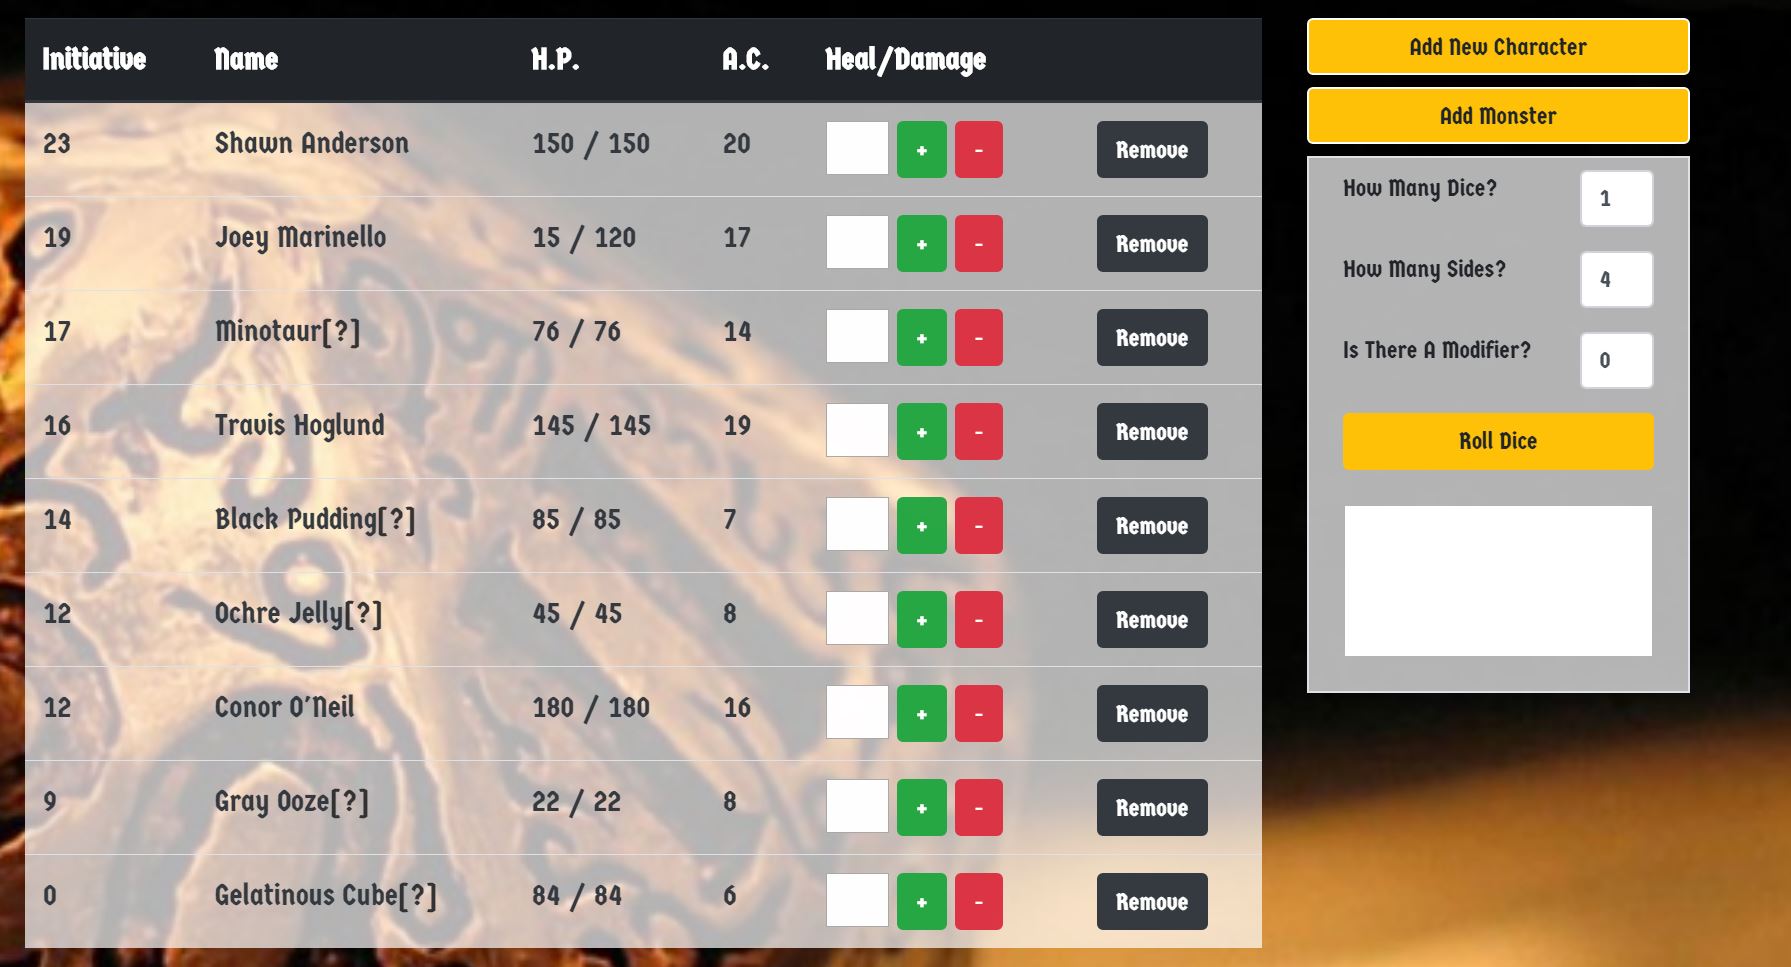 Initiative Name H.P. A.C. Heal/Damage
23 Shawn Anderson 150 / 150 20 + - Remove
19 Joey Marinello 15 / 120 17 + - Remove
17 Minotaur[?] 76 / 76 14 + - Remove
16 Travis Hoglund 145 / 145 19 + - Remove
14 Black Pudding[?] 85 / 85 7 + - Remove
12 Ochre Jelly[?] 45 / 45 8 + - Remove
12 Conor O'Neil 180 / 180 16 + - Remove
9 Gray Ooze[?] 22 / 22 8 + - Remove
0 Gelatinous Cube[?] 84 / 84 6 + - Remove
Add New Character
Add Monster
How Many Dice? 1
How Many Sides? 4
Is There A Modifier? 0
Roll Dice